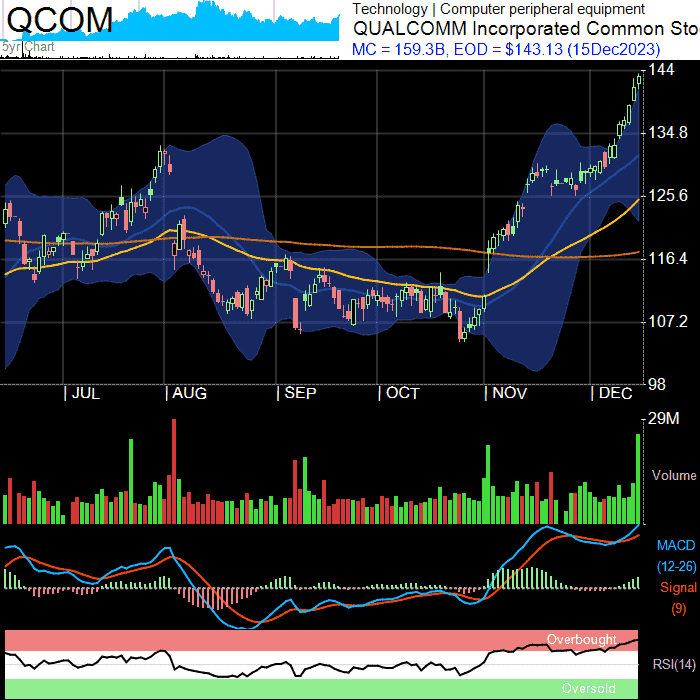 QCOM
5yr Chart
Technology | Computer peripheral equipment
QUALCOMM Incorporated Common Sto
MC = 159.3B, EOD = $143.13 (15Dec2023)
144
134.8
125.6
116.4
107.2
98
JUL AUG SEP OCT NOV DEC
29M
Volume
MACD
(12-26)
Signal
(9)
Overbought
RSI(14)
Oversold